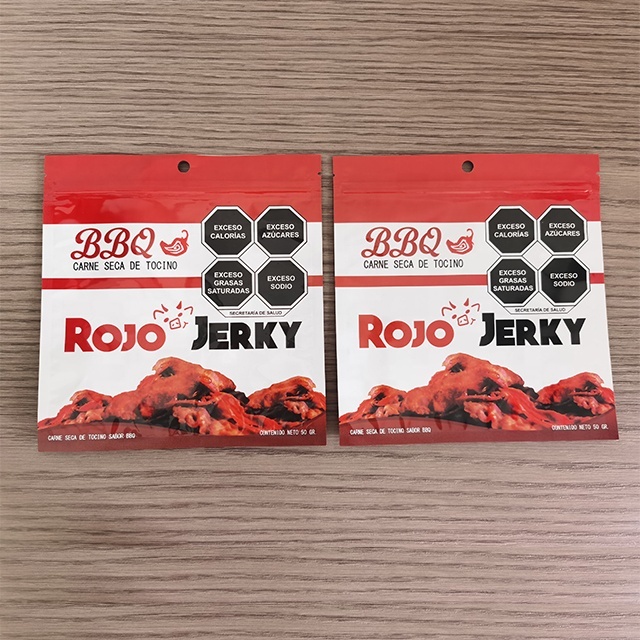 BBQ
CARNE SECA DE TOCINO
EXCESO
CALORÍAS
EXCESO
AZÚCARES
EXCESO
GRASAS
SATURADAS
EXCESO
SODIO
SECRETARÍA DE SALUD
ROJO JERKY
CARNE SECA DE TOCINO SABOR BBQ
CONTENIDO NETO 50 GR.
BBQ
CARNE SECA DE TOCINO
EXCESO
CALORÍAS
EXCESO
AZÚCARES
EXCESO
GRASAS
SATURADAS
EXCESO
SODIO
SECRETARÍA DE SALUD
ROJO JERKY
CARNE SECA DE TOCINO SABOR BBQ
CONTENIDO NETO 50 GR.